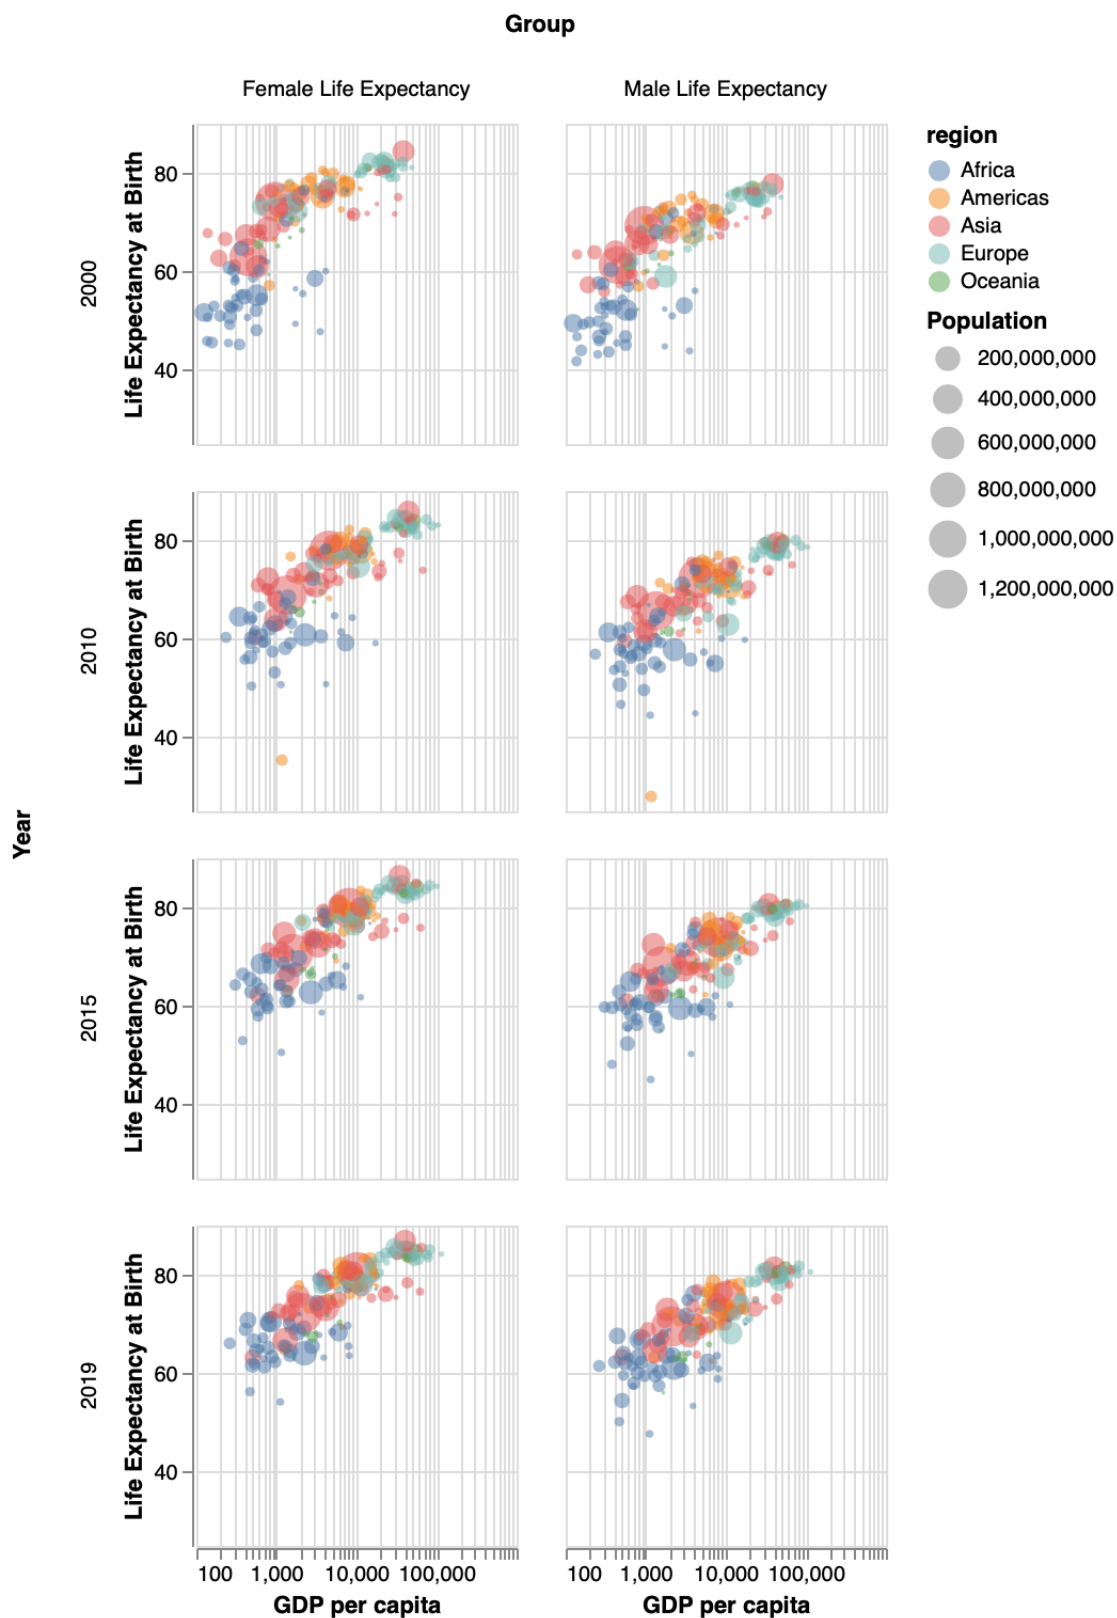 Group
Female Life Expectancy
Male Life Expectancy
region
Africa
Americas
Asia
Europe
Oceania
Population
200,000,000
400,000,000
600,000,000
800,000,000
1,000,000,000
1,200,000,000
Year
2000
Life Expectancy at Birth
80
60
40
2010
Life Expectancy at Birth
80
60
40
2015
Life Expectancy at Birth
80
60
40
2019
Life Expectancy at Birth
80
60
40
100 1,000 10,000 100,000
GDP per capita
100 1,000 10,000 100,000
GDP per capita